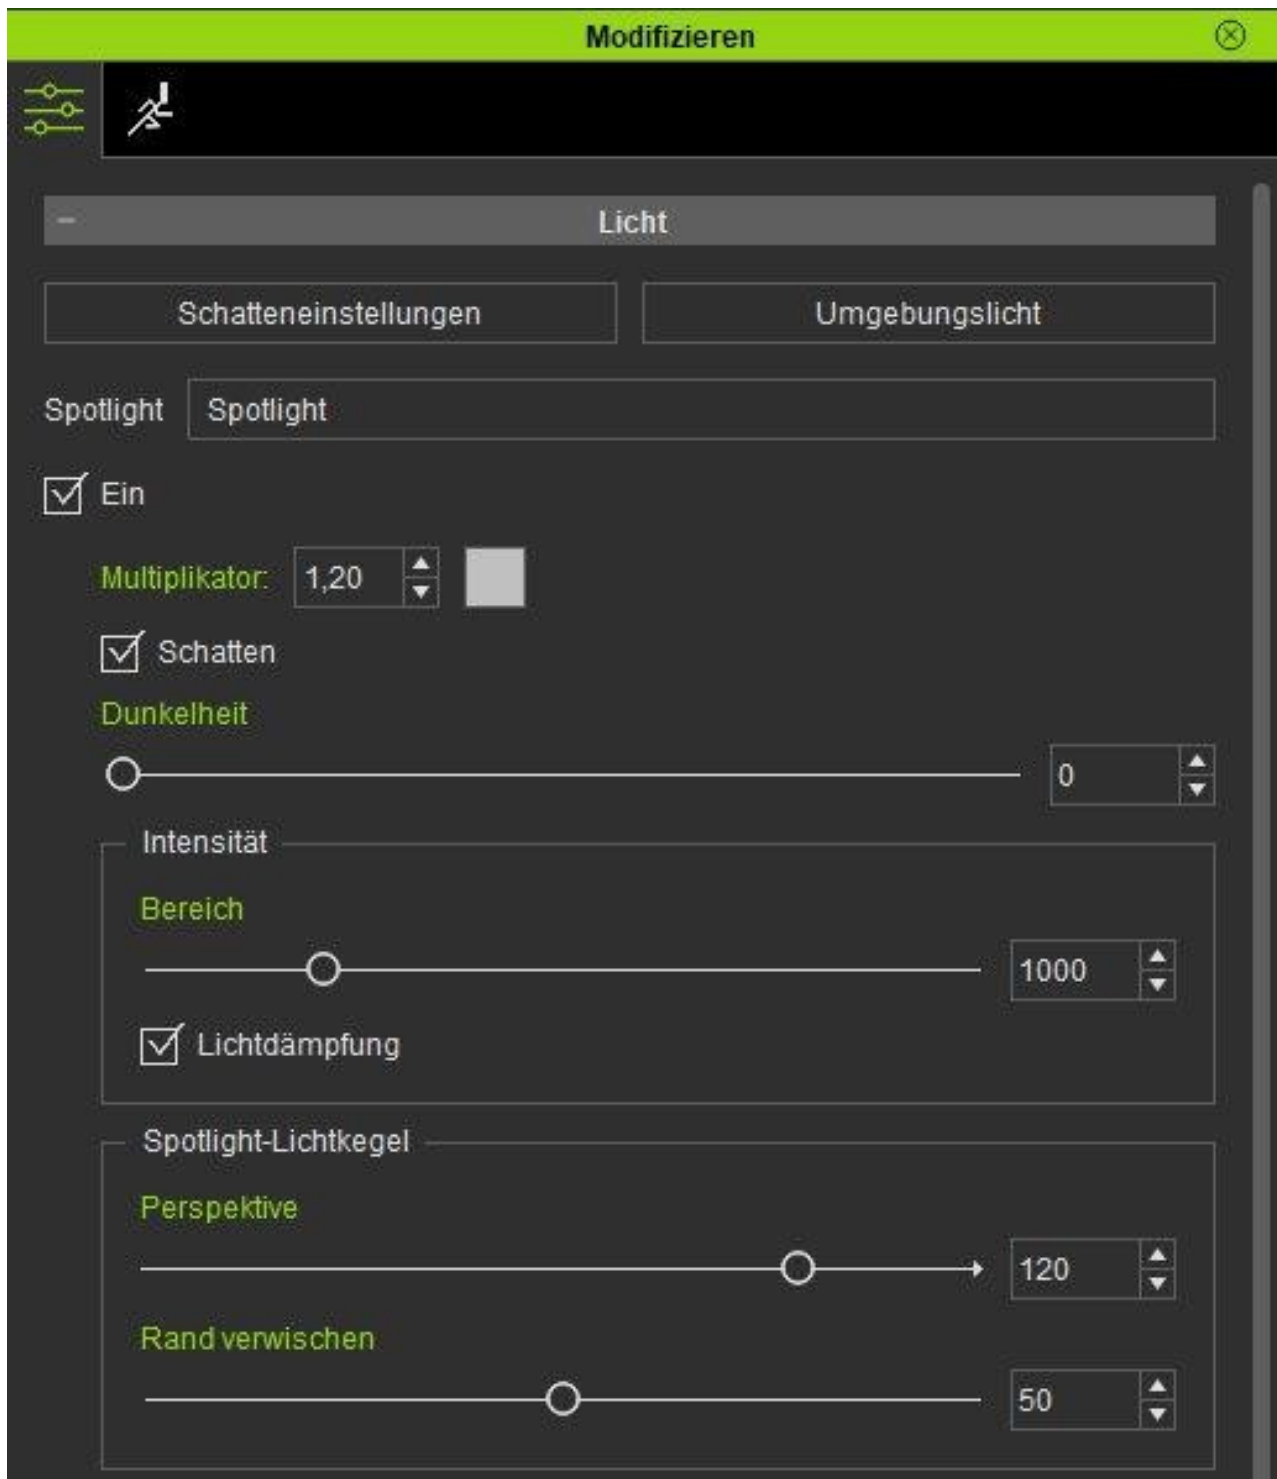 Modifizieren
Licht
Schatteneinstellungen Umgebungslicht
Spotlight Spotlight
Ein
Multiplikator: 1,20
Schatten
Dunkelheit
0
Intensität
Bereich
1000
Lichtdämpfung
Spotlight-Lichtkegel
Perspektive
120
Rand verwischen
50